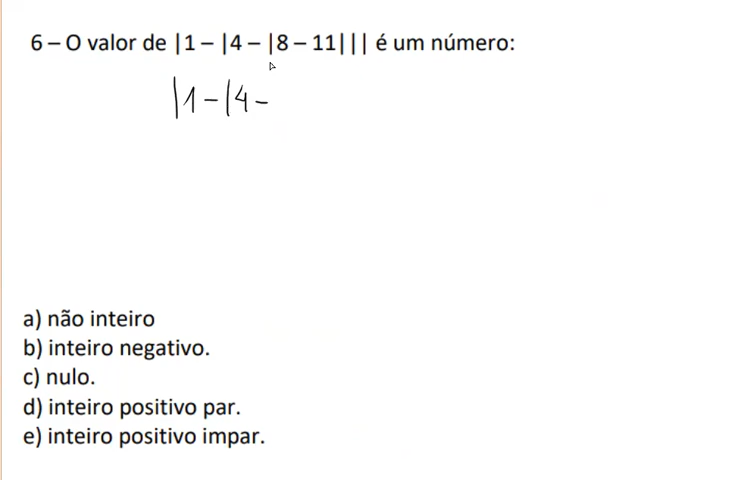 6 – O valor de |1 – |4 – |8 – 11||| é um número:
|1 – |4 –
a) não inteiro
b) inteiro negativo.
c) nulo.
d) inteiro positivo par.
e) inteiro positivo impar.